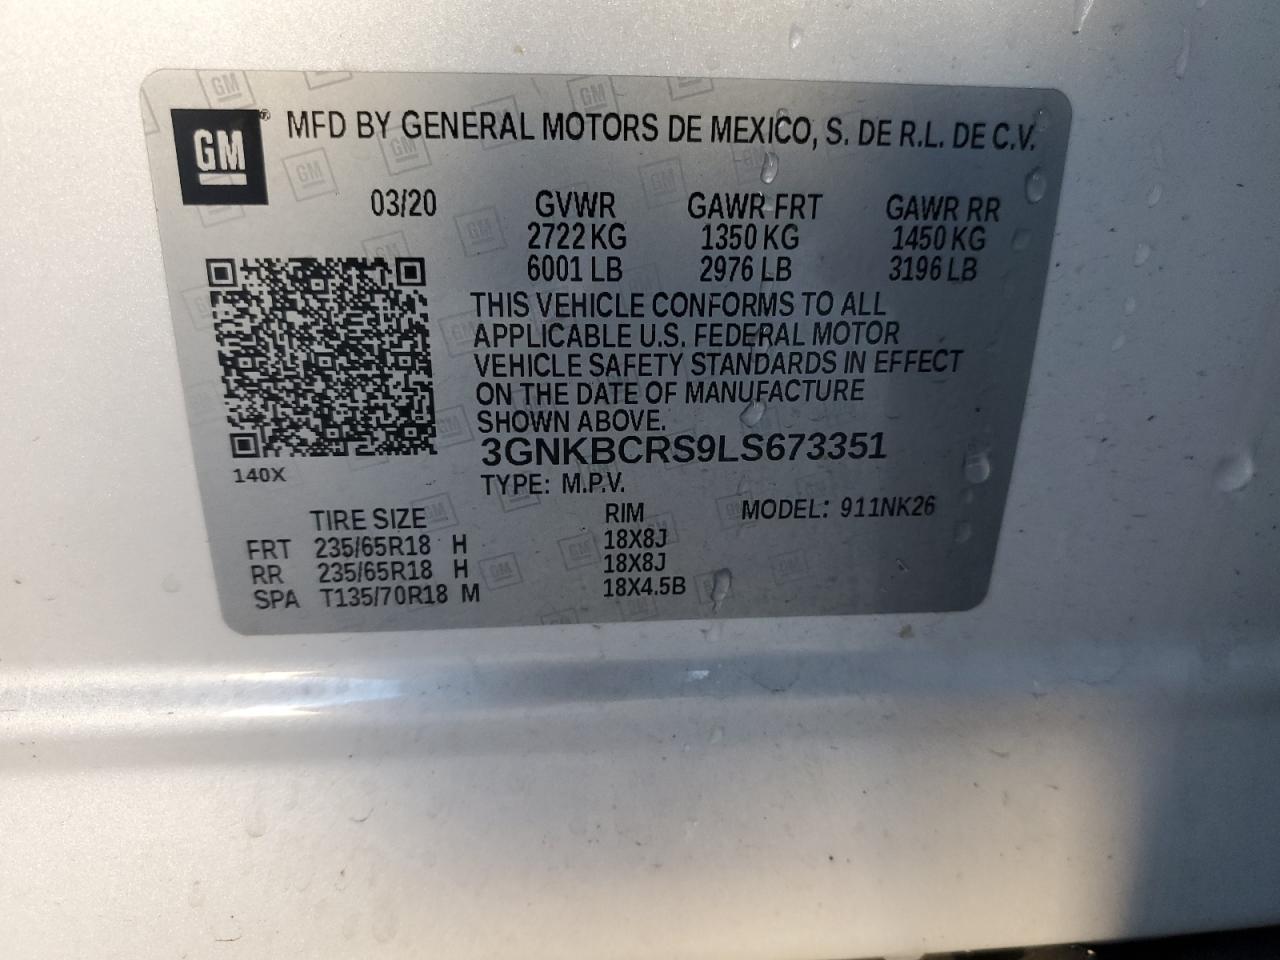 GM
MFD BY GENERAL MOTORS DE MEXICO, S. DE R.L. DE C.V.
03/20 GVWR GAWR FRT GAWR RR
2722 KG 1350 KG 1450 KG
6001 LB 2976 LB 3196 LB
THIS VEHICLE CONFORMS TO ALL
APPLICABLE U.S. FEDERAL MOTOR
VEHICLE SAFETY STANDARDS IN EFFECT
ON THE DATE OF MANUFACTURE
SHOWN ABOVE.
3GNKBCRS9LS673351
140X
TYPE: M.P.V.
TIRE SIZE RIM MODEL: 911NK26
FRT 235/65R18 H 18X8J
RR 235/65R18 H 18X8J
SPA T135/70R18 M 18X4.5B